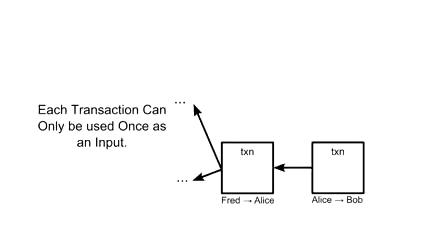 ...
Each Transaction Can
Only be used Once as
an Input.
...
txn
txn
Fred → Alice
Alice → Bob